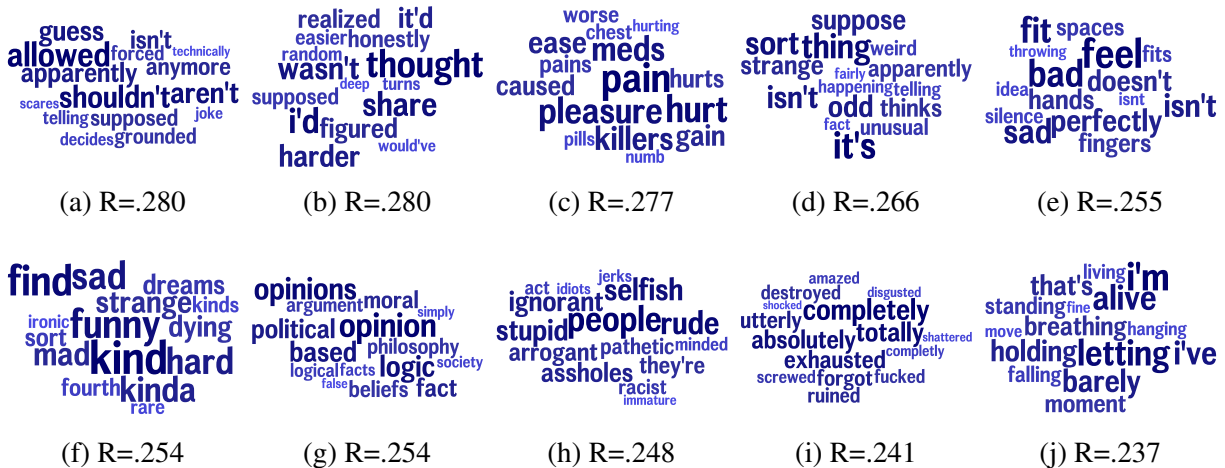 guess isn't
allowed forced technically
apparently anymore
shouldn't aren't
scares telling supposed joke
decides grounded
(a) R=.280
realized it'd
easier honestly
random wasn't thought
deep turns
supposed share
i'd figured
would've
harder
(b) R=.280
worse
chest hurting
ease meds
pains
caused pain hurts
pleasure hurt
pills killers gain
numb
(c) R=.277
suppose
sort thing weird
strange fairly apparently
happening telling
isn't odd thinks
fact unusual
it's
(d) R=.266
fit spaces
throwing feel fits
bad doesn't
idea hands isnt isn't
silence perfectly
sad fingers
(e) R=.255
find sad dreams
strange kinds
ironic funny dying
sort
mad kind hard
fourth kinda
rare
(f) R=.254
opinions
argument moral simply
political opinion
based philosophy
logical facts logic society
false beliefs fact
(g) R=.254
jerks
act idiots selfish
ignorant
stupid people rude
arrogant pathetic minded
assholes they're
racist
immature
(h) R=.248
amazed
destroyed disgusted
shocked completely
utterly totally
absolutely shattered
exhausted completly
screwed forgot fucked
ruined
(i) R=.241
living i'm
that's alive
standing fine
move breathing hanging
holding letting i've
falling barely
moment
(j) R=.237